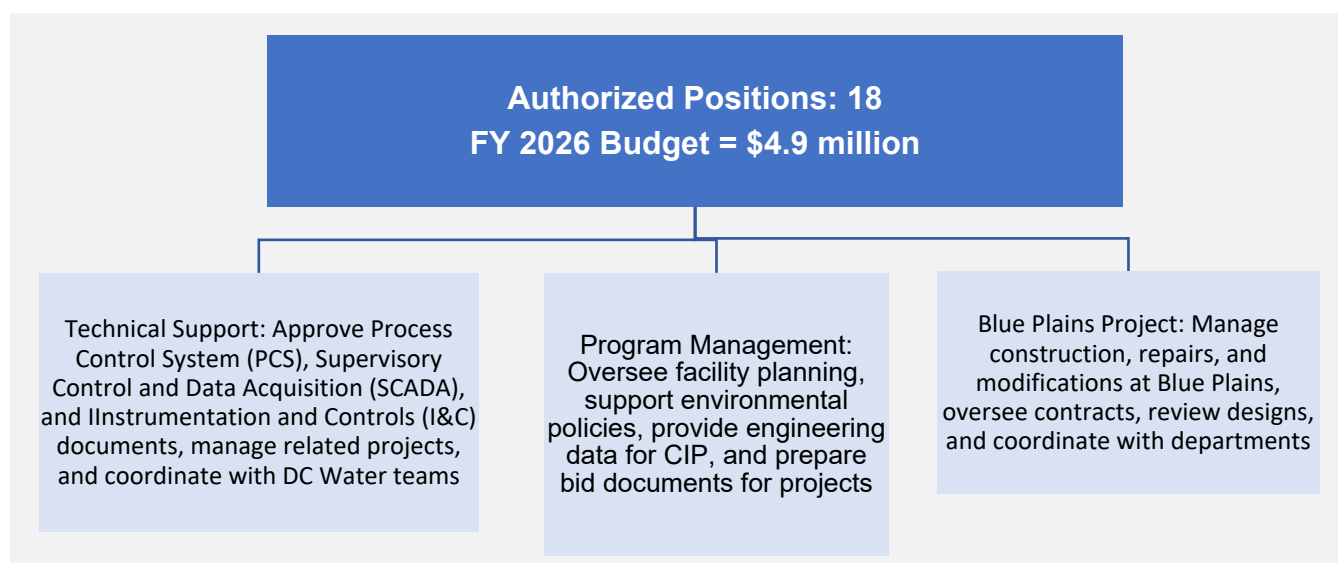 Authorized Positions: 18
FY 2026 Budget = $4.9 million
Technical Support: Approve Process
Control System (PCS), Supervisory
Control and Data Acquisition (SCADA),
and IInstrumentation and Controls (I&C)
documents, manage related projects,
and coordinate with DC Water teams
Program Management:
Oversee facility planning,
support environmental
policies, provide engineering
data for CIP, and prepare
bid documents for projects
Blue Plains Project: Manage
construction, repairs, and
modifications at Blue Plains,
oversee contracts, review designs,
and coordinate with departments